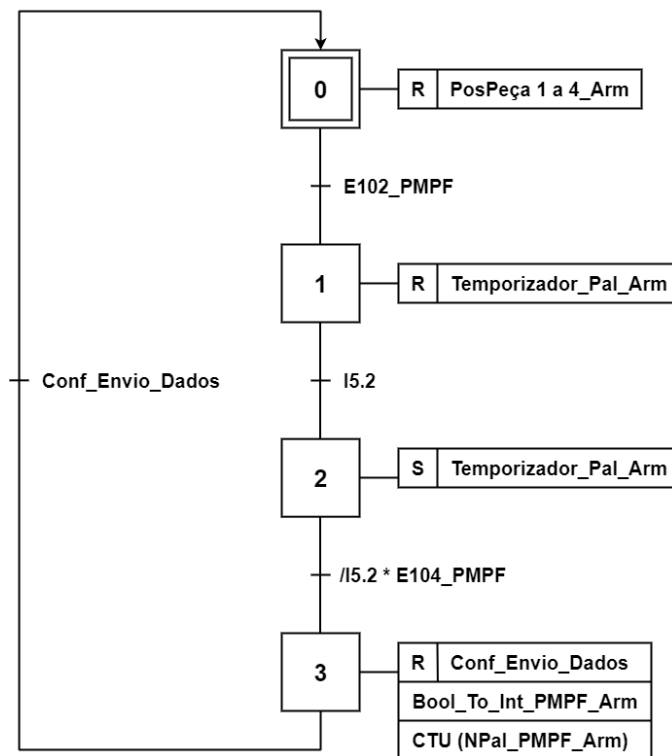 0
R PosPeça 1 a 4_Arm
E102_PMPF
1
R Temporizador_Pal_Arm
Conf_Envio_Dados
I5.2
2
S Temporizador_Pal_Arm
/I5.2 * E104_PMPF
3
R Conf_Envio_Dados
Bool_To_Int_PMPF_Arm
CTU (NPal_PMPF_Arm)